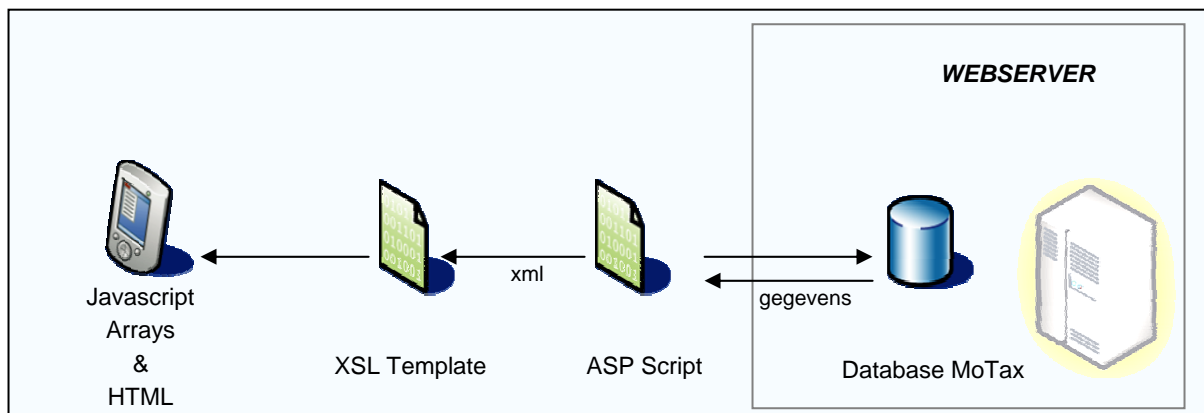 WEBSERVER
xml
gegevens
Javascript
Arrays
&
HTML
XSL Template
ASP Script
Database MoTax